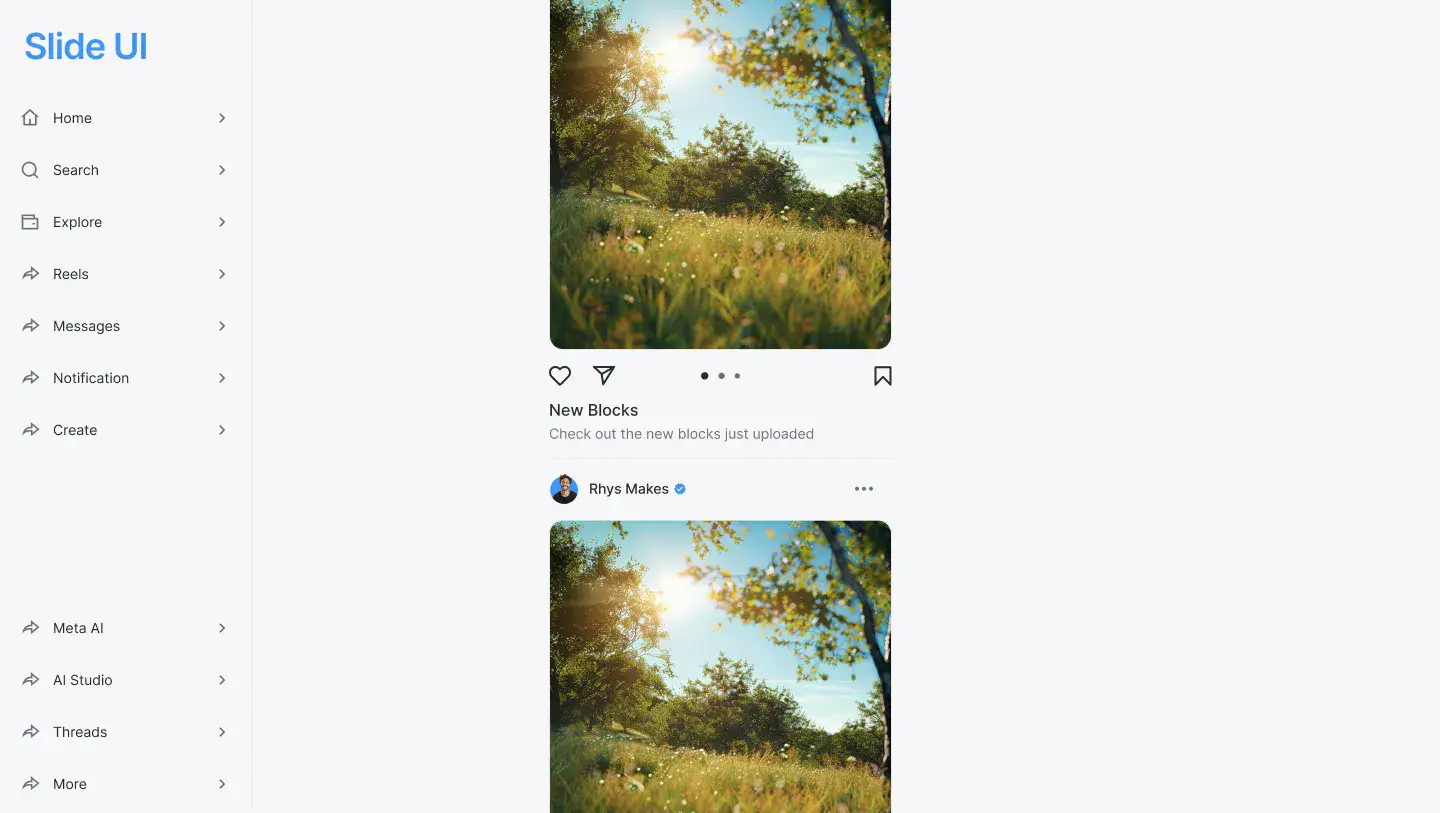 Slide UI
Home
Search
Explore
Reels
Messages
Notification
Create
Meta AI
AI Studio
Threads
More
New Blocks
Check out the new blocks just uploaded
Rhys Makes